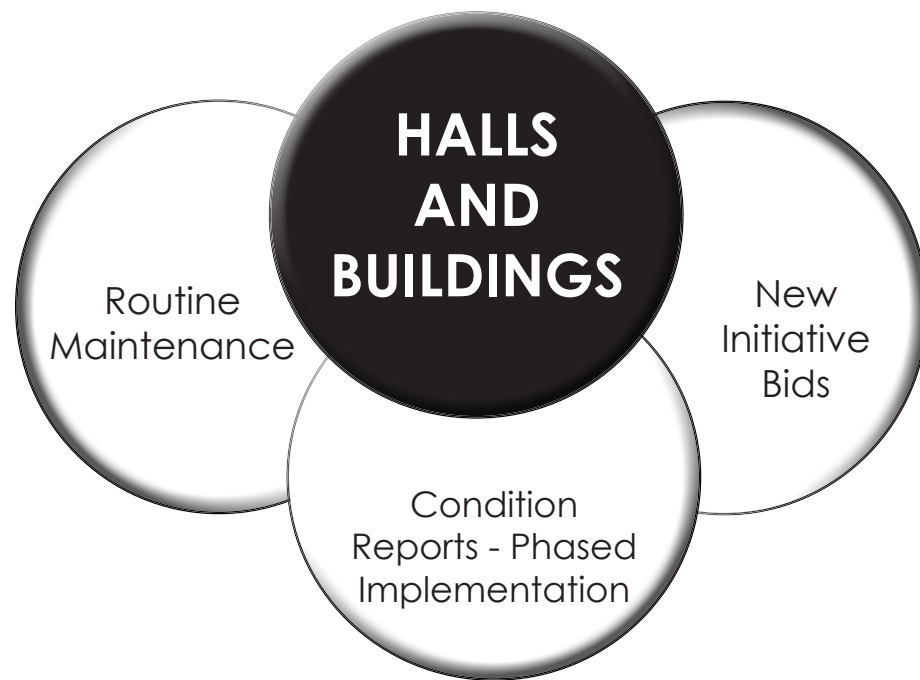 HALLS
AND
BUILDINGS
Routine
Maintenance
New
Initiative
Bids
Condition
Reports - Phased
Implementation